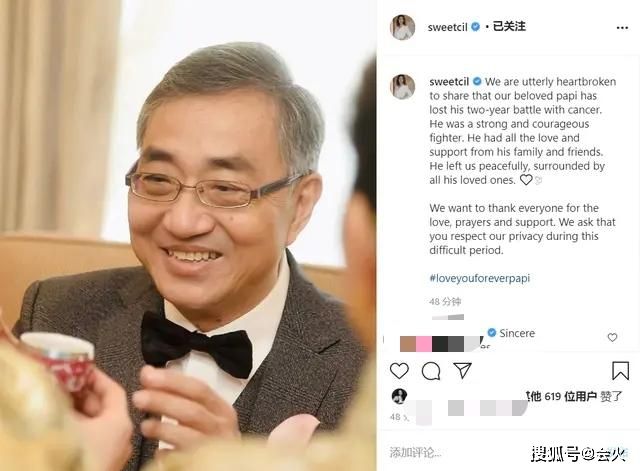 sweetcil • 已关注
sweetcil We are utterly heartbroken
to share that our beloved papi has
lost his two-year battle with cancer.
He was a strong and courageous
fighter. He had all the love and
support from his family and friends.
He left us peacefully, surrounded by
all his loved ones.
We want to thank everyone for the
love, prayers and support. We ask that
you respect our privacy during this
difficult period.
#loveyouforeverpapi
48 分钟
Sincere
他 619 位用户 赞了
48
添加评论...
搜狐号@会火